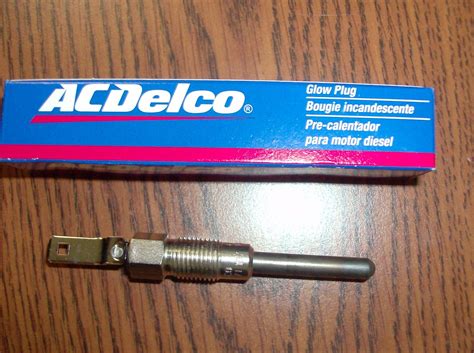 ACDelco®
Glow Plug
Bougie incandescente
Pre-calentador
para motor diesel